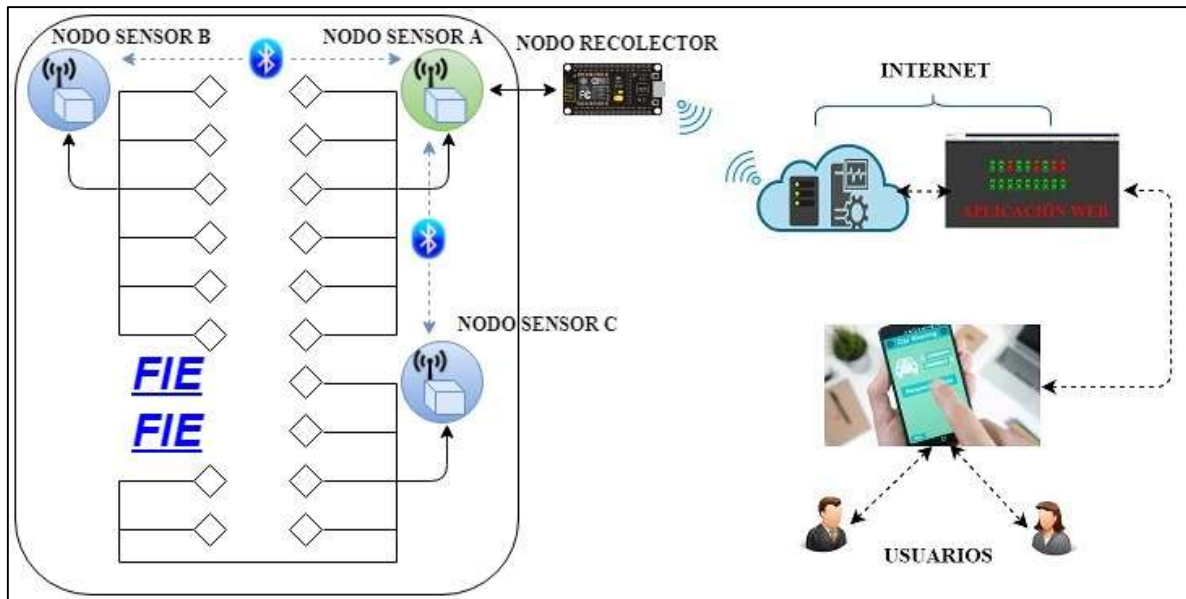 NODO SENSOR B
NODO SENSOR A
NODO RECOLECTOR
INTERNET
APLICACIÓN WEB
NODO SENSOR C
FIE
FIE
USUARIOS